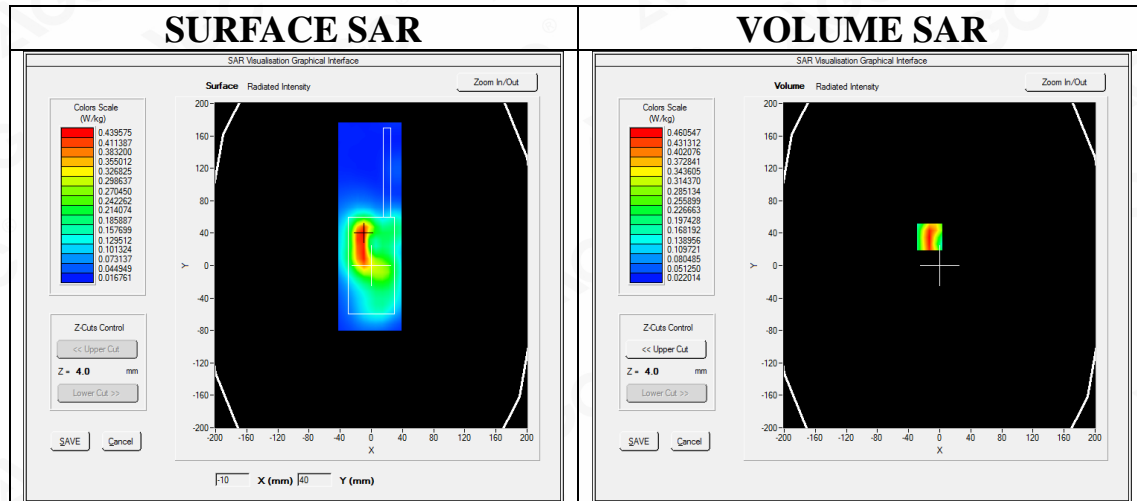 SURFACE SAR
SAR Visualisation Graphical Interface
Surface Radiated Intensity
Zoom In/Out
Colors Scale
(W/kg)
0.439575
0.411387
0.383200
0.355012
0.326825
0.298637
0.270450
0.242262
0.214074
0.185887
0.157699
0.129512
0.101324
0.073137
0.044949
0.016761
Z-Cuts Control
<< Upper Cut
Z = 4.0 mm
Lower Cut >>
SAVE Cancel
200
160
120
80
40
0
-40
-80
-120
-160
-200
Y
-200 -160 -120 -80 -40 0 40 80 120 160 200
X
-10 X (mm) 40 Y (mm)
VOLUME SAR
SAR Visualisation Graphical Interface
Volume Radiated Intensity
Zoom In/Out
Colors Scale
(W/kg)
0.460547
0.431312
0.402076
0.372841
0.343605
0.314370
0.285134
0.255899
0.226663
0.197428
0.168192
0.138956
0.109721
0.080485
0.051250
0.022014
Z-Cuts Control
<< Upper Cut
Z = 4.0 mm
Lower Cut >>
SAVE Cancel
200
160
120
80
40
0
-40
-80
-120
-160
-200
Y
-200 -160 -120 -80 -40 0 40 80 120 160 200
X